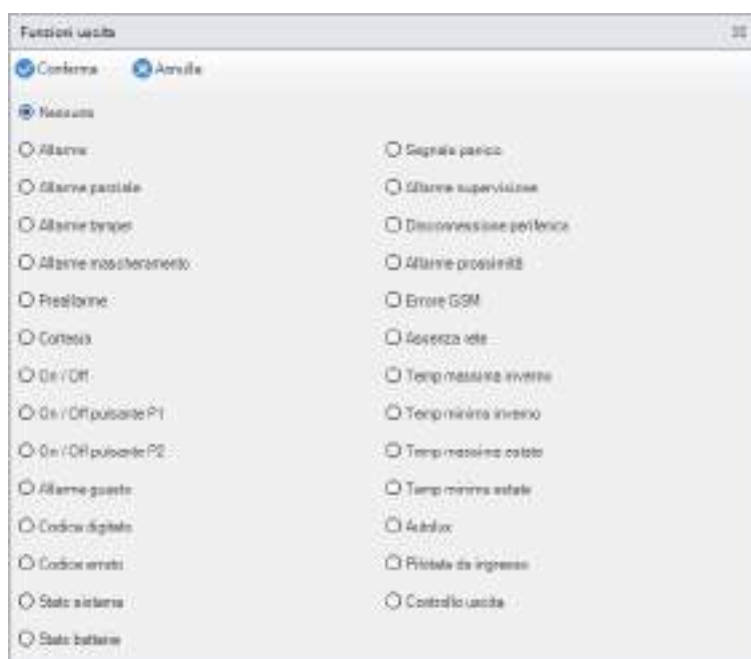 Funzioni uscita
Conferma Annulla
Nessuna
Allarme
Allarme parziale
Allarme tamper
Allarme mascheramento
Preallarme
Cortesia
On / Off
On / Off pulsante P1
On / Off pulsante P2
Allarme guasto
Codice digitato
Codice errato
Stato sistema
Stato batterie
Segnale panico
Allarme supervisione
Disconnessione periferica
Allarme prossimità
Errore GSM
Assenza rete
Temp massima inverno
Temp minima inverno
Temp massima estate
Temp minima estate
Autolux
Pilotata da ingresso
Controllo uscita